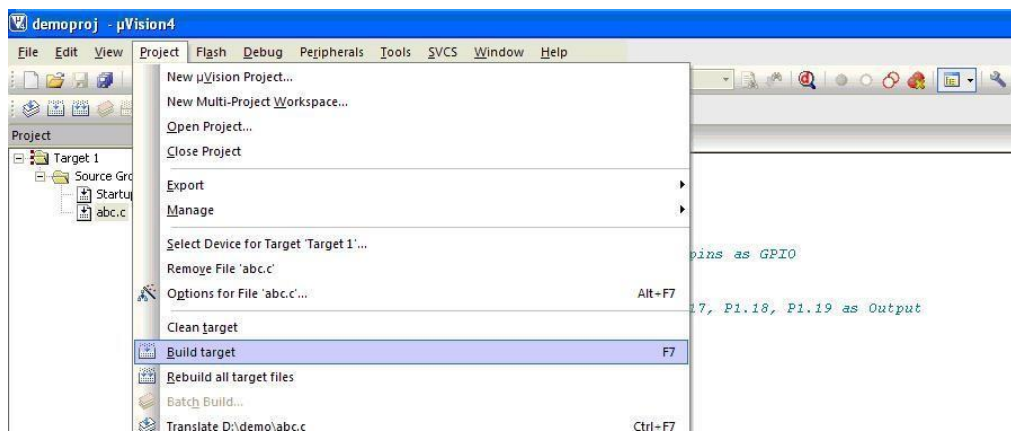 demoproj - µVision4
File Edit View Project Flash Debug Peripherals Tools SVCS Window Help
New µVision Project...
New Multi-Project Workspace...
Open Project...
Close Project
Export
Manage
Select Device for Target 'Target 1'...
Remove File 'abc.c'
Options for File 'abc.c'... Alt+F7
Clean target
Build target F7
Rebuild all target files
Batch Build...
Translate D:\demo\abc.c Ctrl+F7
Project
Target 1
Source Gro
Startu
abc.c
pins as GPIO
17, P1.18, P1.19 as Output